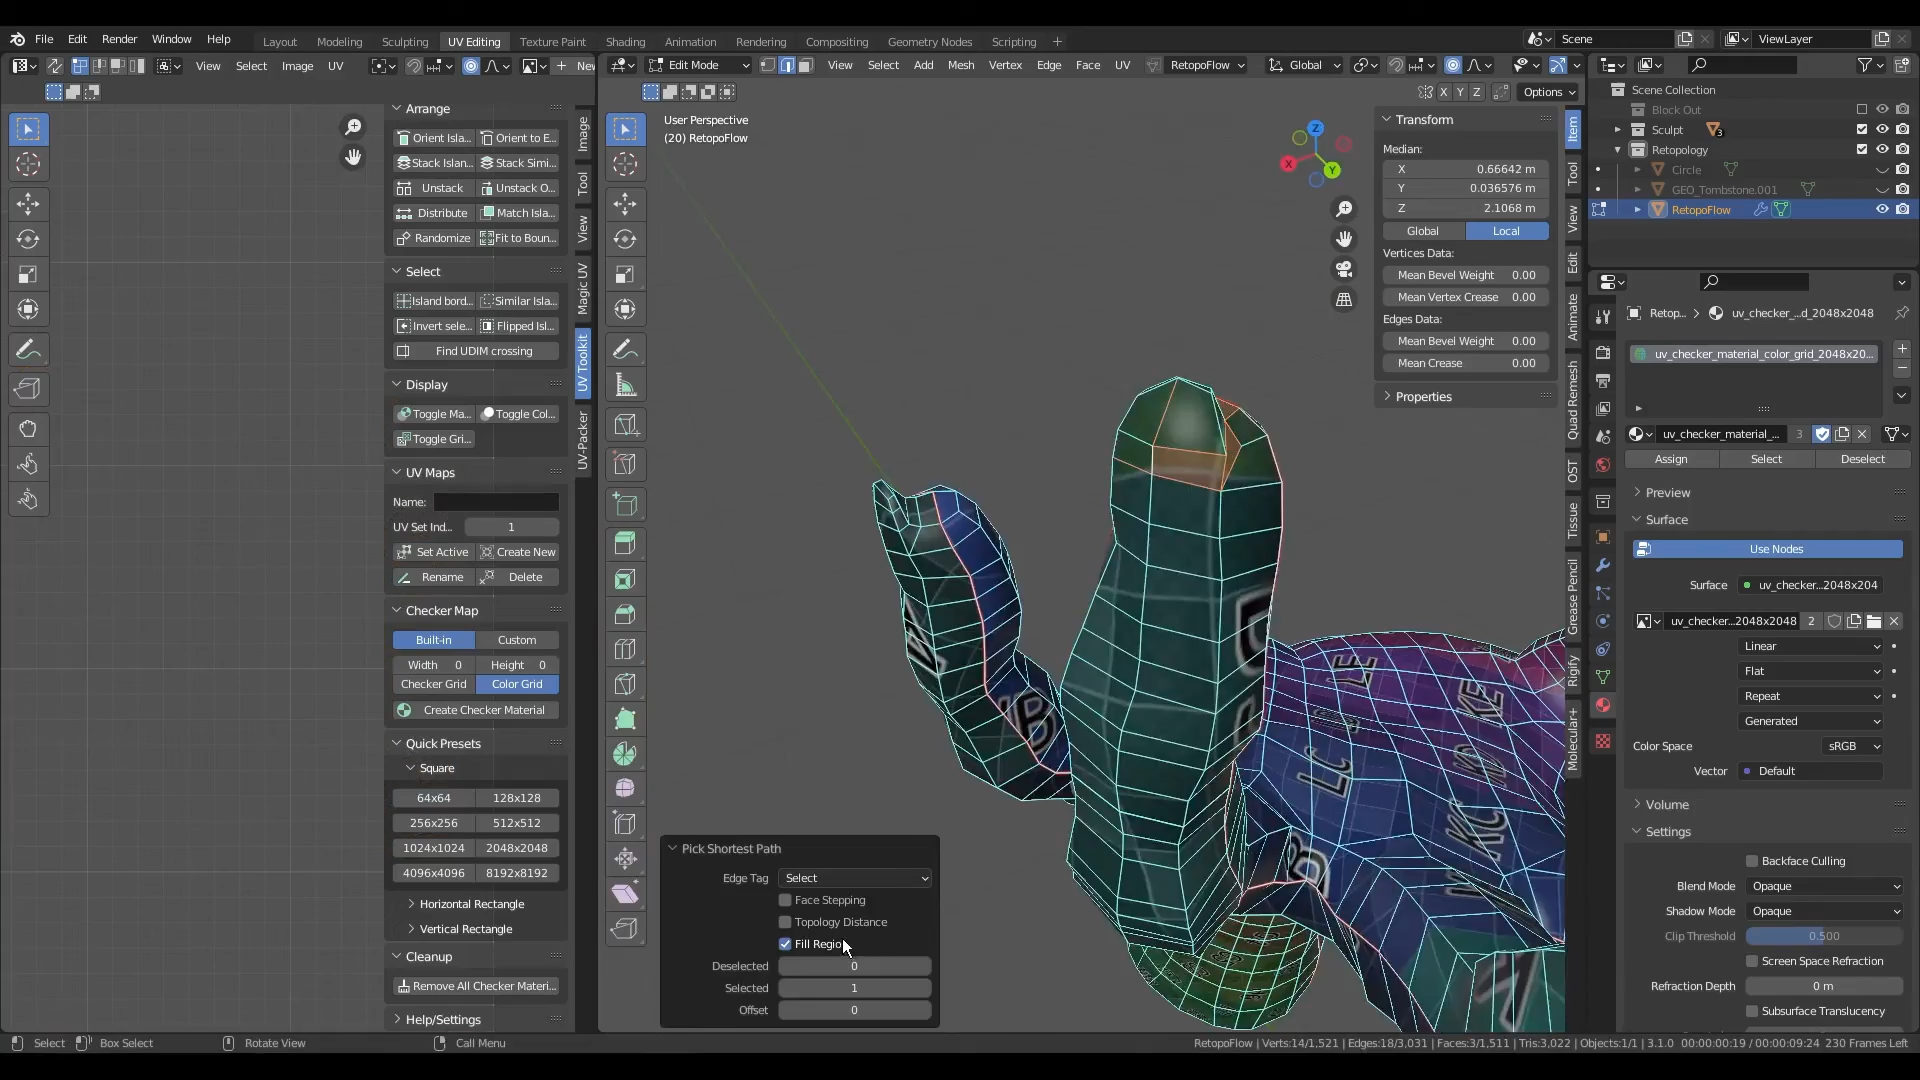 File Edit Render Window Help
Layout Modeling Sculpting UV Editing Texture Paint Shading Animation Rendering Compositing Geometry Nodes Scripting +
Scene
ViewLayer
View Select Image UV
New
Edit Mode
View Select Add Mesh Vertex Edge Face UV
RetopoFlow
Global
X Y Z
Options
Arrange
Orient Isla... Orient to E...
Stack Islan... Stack Simi...
Unstack Unstack O...
Distribute Match Isla...
Randomize Fit to Boun...
Select
Island bord... Similar Isla...
Invert sele... Flipped Isl...
Find UDIM crossing
Display
Toggle Ma... Toggle Col...
Toggle Gri...
UV Maps
Name:
UV Set Ind... 1
Set Active Create New
Rename Delete
Checker Map
Built-in Custom
Width 0 Height 0
Checker Grid Color Grid
Create Checker Material
Quick Presets
Square
64x64 128x128
256x256 512x512
1024x1024 2048x2048
4096x4096 8192x8192
Horizontal Rectangle
Vertical Rectangle
Cleanup
Remove All Checker Materi...
Help/Settings
Image
Tool
View
Magic UV
UV Toolkit
UV-Packer
User Perspective
(20) RetopoFlow
X
Y
Z
B
LE
KE
LC
KC
B
Pick Shortest Path
Edge Tag Select
Face Stepping
Topology Distance
Fill Regio
Deselected 0
Selected 1
Offset 0
Transform
Median:
X 0.66642 m
Y 0.036576 m
Z 2.1068 m
Global Local
Vertices Data:
Mean Bevel Weight 0.00
Mean Vertex Crease 0.00
Edges Data:
Mean Bevel Weight 0.00
Mean Crease 0.00
Properties
Item
Tool
View
Edit
Animate
Quad Remesh
OST
Tissue
Grease Pencil
Rigify
Molecular+
Scene Collection
Block Out
Sculpt 3
Retopology
Circle
GEO_Tombstone.001
RetopoFlow
Retop... > uv_checker_...d_2048x2048
uv_checker_material_color_grid_2048x20...
uv_checker_material_... 3
Assign Select Deselect
Preview
Surface
Use Nodes
Surface uv_checker...2048x204
uv_checker...2048x2048 2
Linear
Flat
Repeat
Generated
Color Space sRGB
Vector Default
Volume
Settings
Backface Culling
Blend Mode Opaque
Shadow Mode Opaque
Clip Threshold 0.500
Screen Space Refraction
Refraction Depth 0 m
Subsurface Translucency
Select Box Select Rotate View Call Menu
RetopoFlow | Verts:14/1,521 | Edges:18/3,031 | Faces:3/1,511 | Tris:3,022 | Objects:1/1 | 3.1.0 00:00:00:19 / 00:00:09:24 230 Frames Left